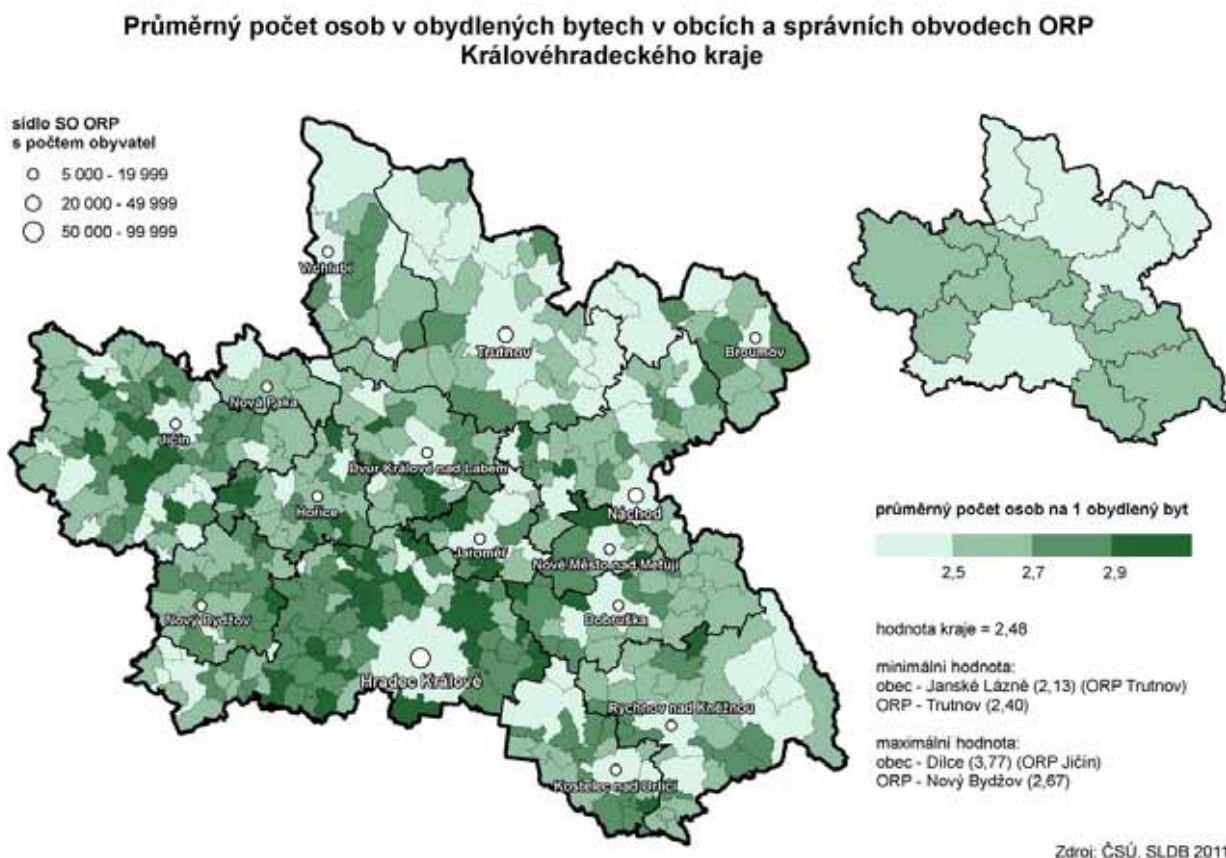 Průměrný počet osob v obydlených bytech v obcích a správních obvodech ORP
Královéhradeckého kraje
sídlo SO ORP
s počtem obyvatel
5 000 - 19 999
20 000 - 49 999
50 000 - 99 999
Vrchlabí
Trutnov
Broumov
Nová Paka
Jičín
Dvůr Králové nad Labem
Hořice
Náchod
Jaroměř
Nové Město nad Metují
Nový Bydžov
Dobruška
Hradec Králové
Rychnov nad Kněžnou
Kostelec nad Orlicí
průměrný počet osob na 1 obydlený byt
2,5 2,7 2,9
hodnota kraje = 2,48
minimální hodnota:
obec - Janské Lázně (2,13) (ORP Trutnov)
ORP - Trutnov (2,40)
maximální hodnota:
obec - Dílce (3,77) (ORP Jičín)
ORP - Nový Bydžov (2,67)
Zdroj: ČSÚ, SLDB 2011